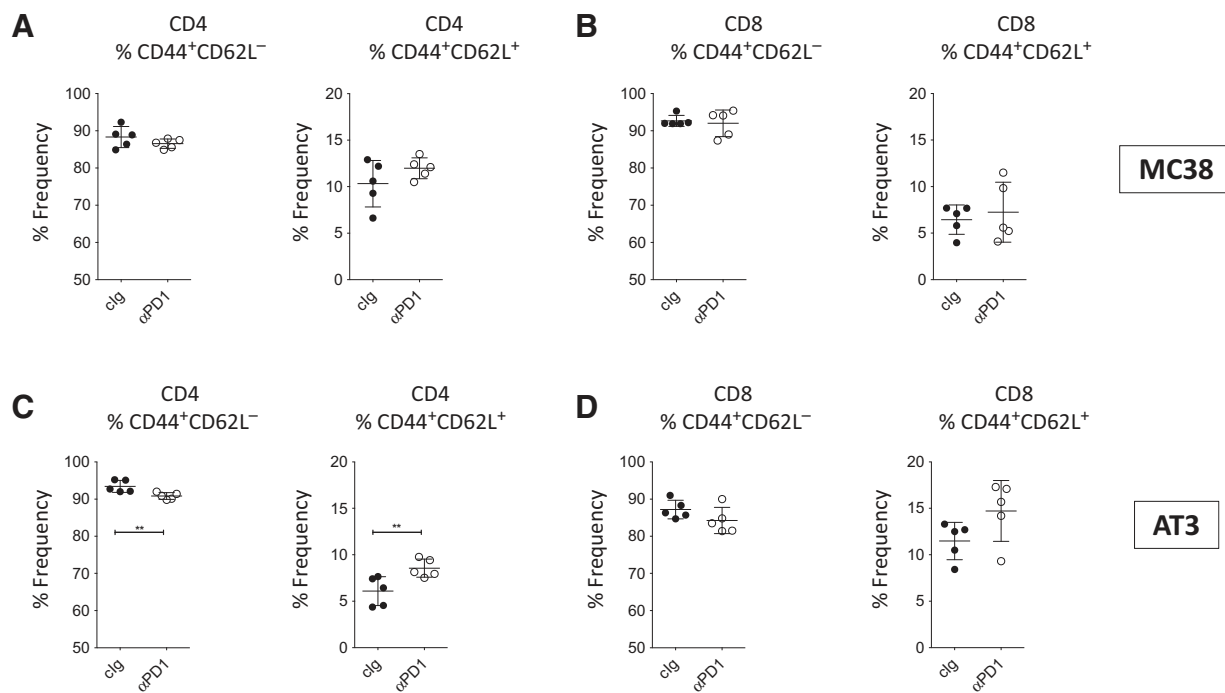 A
CD4
% CD44⁺CD62L⁻
% Frequency
100
90
80
70
60
50
cIg
αPD1
CD4
% CD44⁺CD62L⁺
% Frequency
20
15
10
5
0
cIg
αPD1
B
CD8
% CD44⁺CD62L⁻
% Frequency
100
90
80
70
60
50
cIg
αPD1
CD8
% CD44⁺CD62L⁺
% Frequency
20
15
10
5
0
cIg
αPD1
MC38
C
CD4
% CD44⁺CD62L⁻
% Frequency
100
90
80
70
60
50
**
cIg
αPD1
CD4
% CD44⁺CD62L⁺
% Frequency
20
15
10
5
0
**
cIg
αPD1
D
CD8
% CD44⁺CD62L⁻
% Frequency
100
90
80
70
60
50
cIg
αPD1
CD8
% CD44⁺CD62L⁺
% Frequency
20
15
10
5
0
cIg
αPD1
AT3